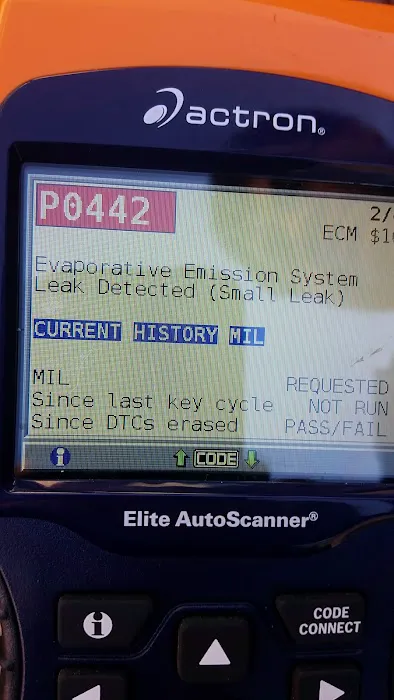 actron®
P0442
2/
ECM $1
Evaporative Emission System
Leak Detected (Small Leak)
CURRENT HISTORY MIL
MIL REQUESTED
Since last key cycle NOT RUN
Since DTCs erased PASS/FAIL
i CODE
Elite AutoScanner®
i
CODE
CONNECT